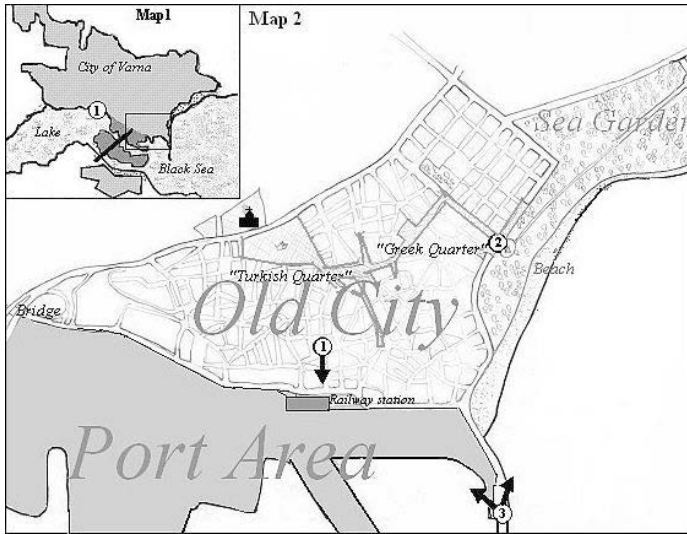 Map1
Map 2
City of Varna
1
Lake
Black Sea
Sea Garden
"Greek Quarter"
2
"Turkish Quarter"
Beach
Old City
Bridge
1
Railway station
Port Area
3